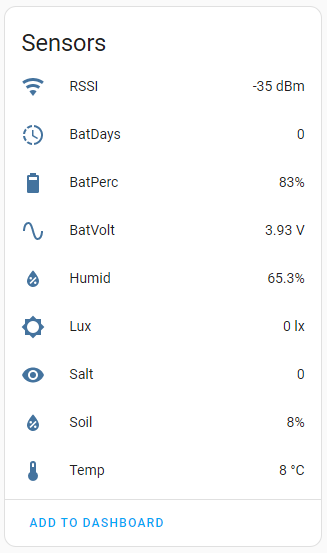 Sensors
RSSI -35 dBm
BatDays 0
BatPerc 83%
BatVolt 3.93 V
Humid 65.3%
Lux 0 lx
Salt 0
Soil 8%
Temp 8 °C
ADD TO DASHBOARD